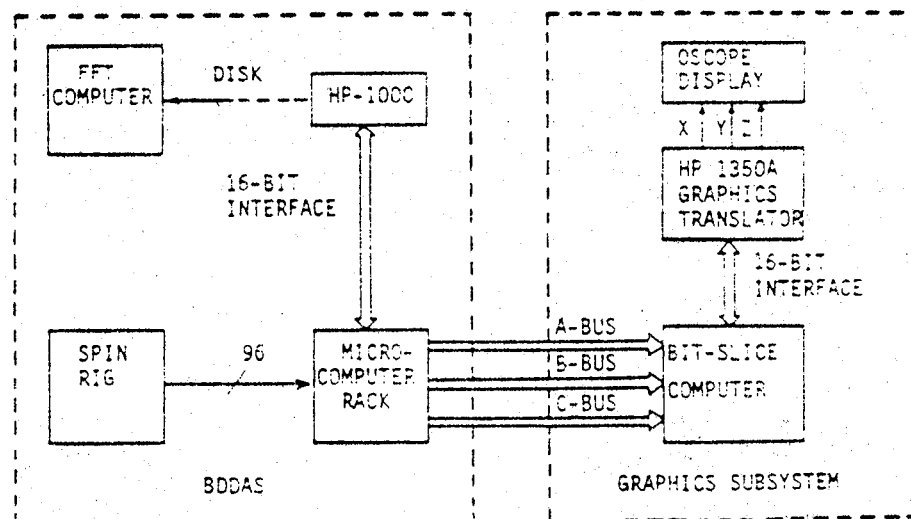 FFT
COMPUTER
DISK
HP-1000
16-BIT
INTERFACE
SPIN
RIG
96
MICRO-
COMPUTER
RACK
BDDAS
OSCOPE
DISPLAY
X Y Z
HP 1350A
GRAPHICS
TRANSLATOR
16-BIT
INTERFACE
A-BUS
B-BUS
C-BUS
BIT-SLICE
COMPUTER
GRAPHICS SUBSYSTEM